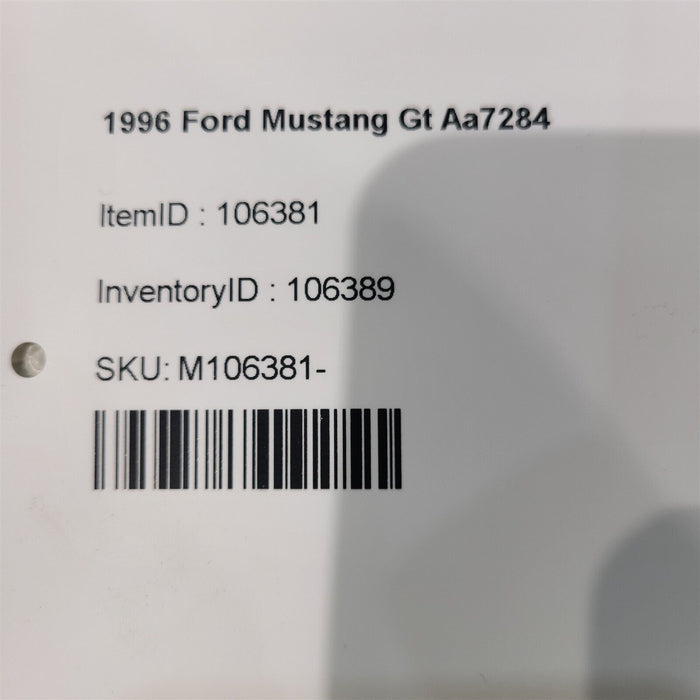 1996 Ford Mustang Gt Aa7284
ItemID : 106381
InventoryID : 106389
SKU: M106381-